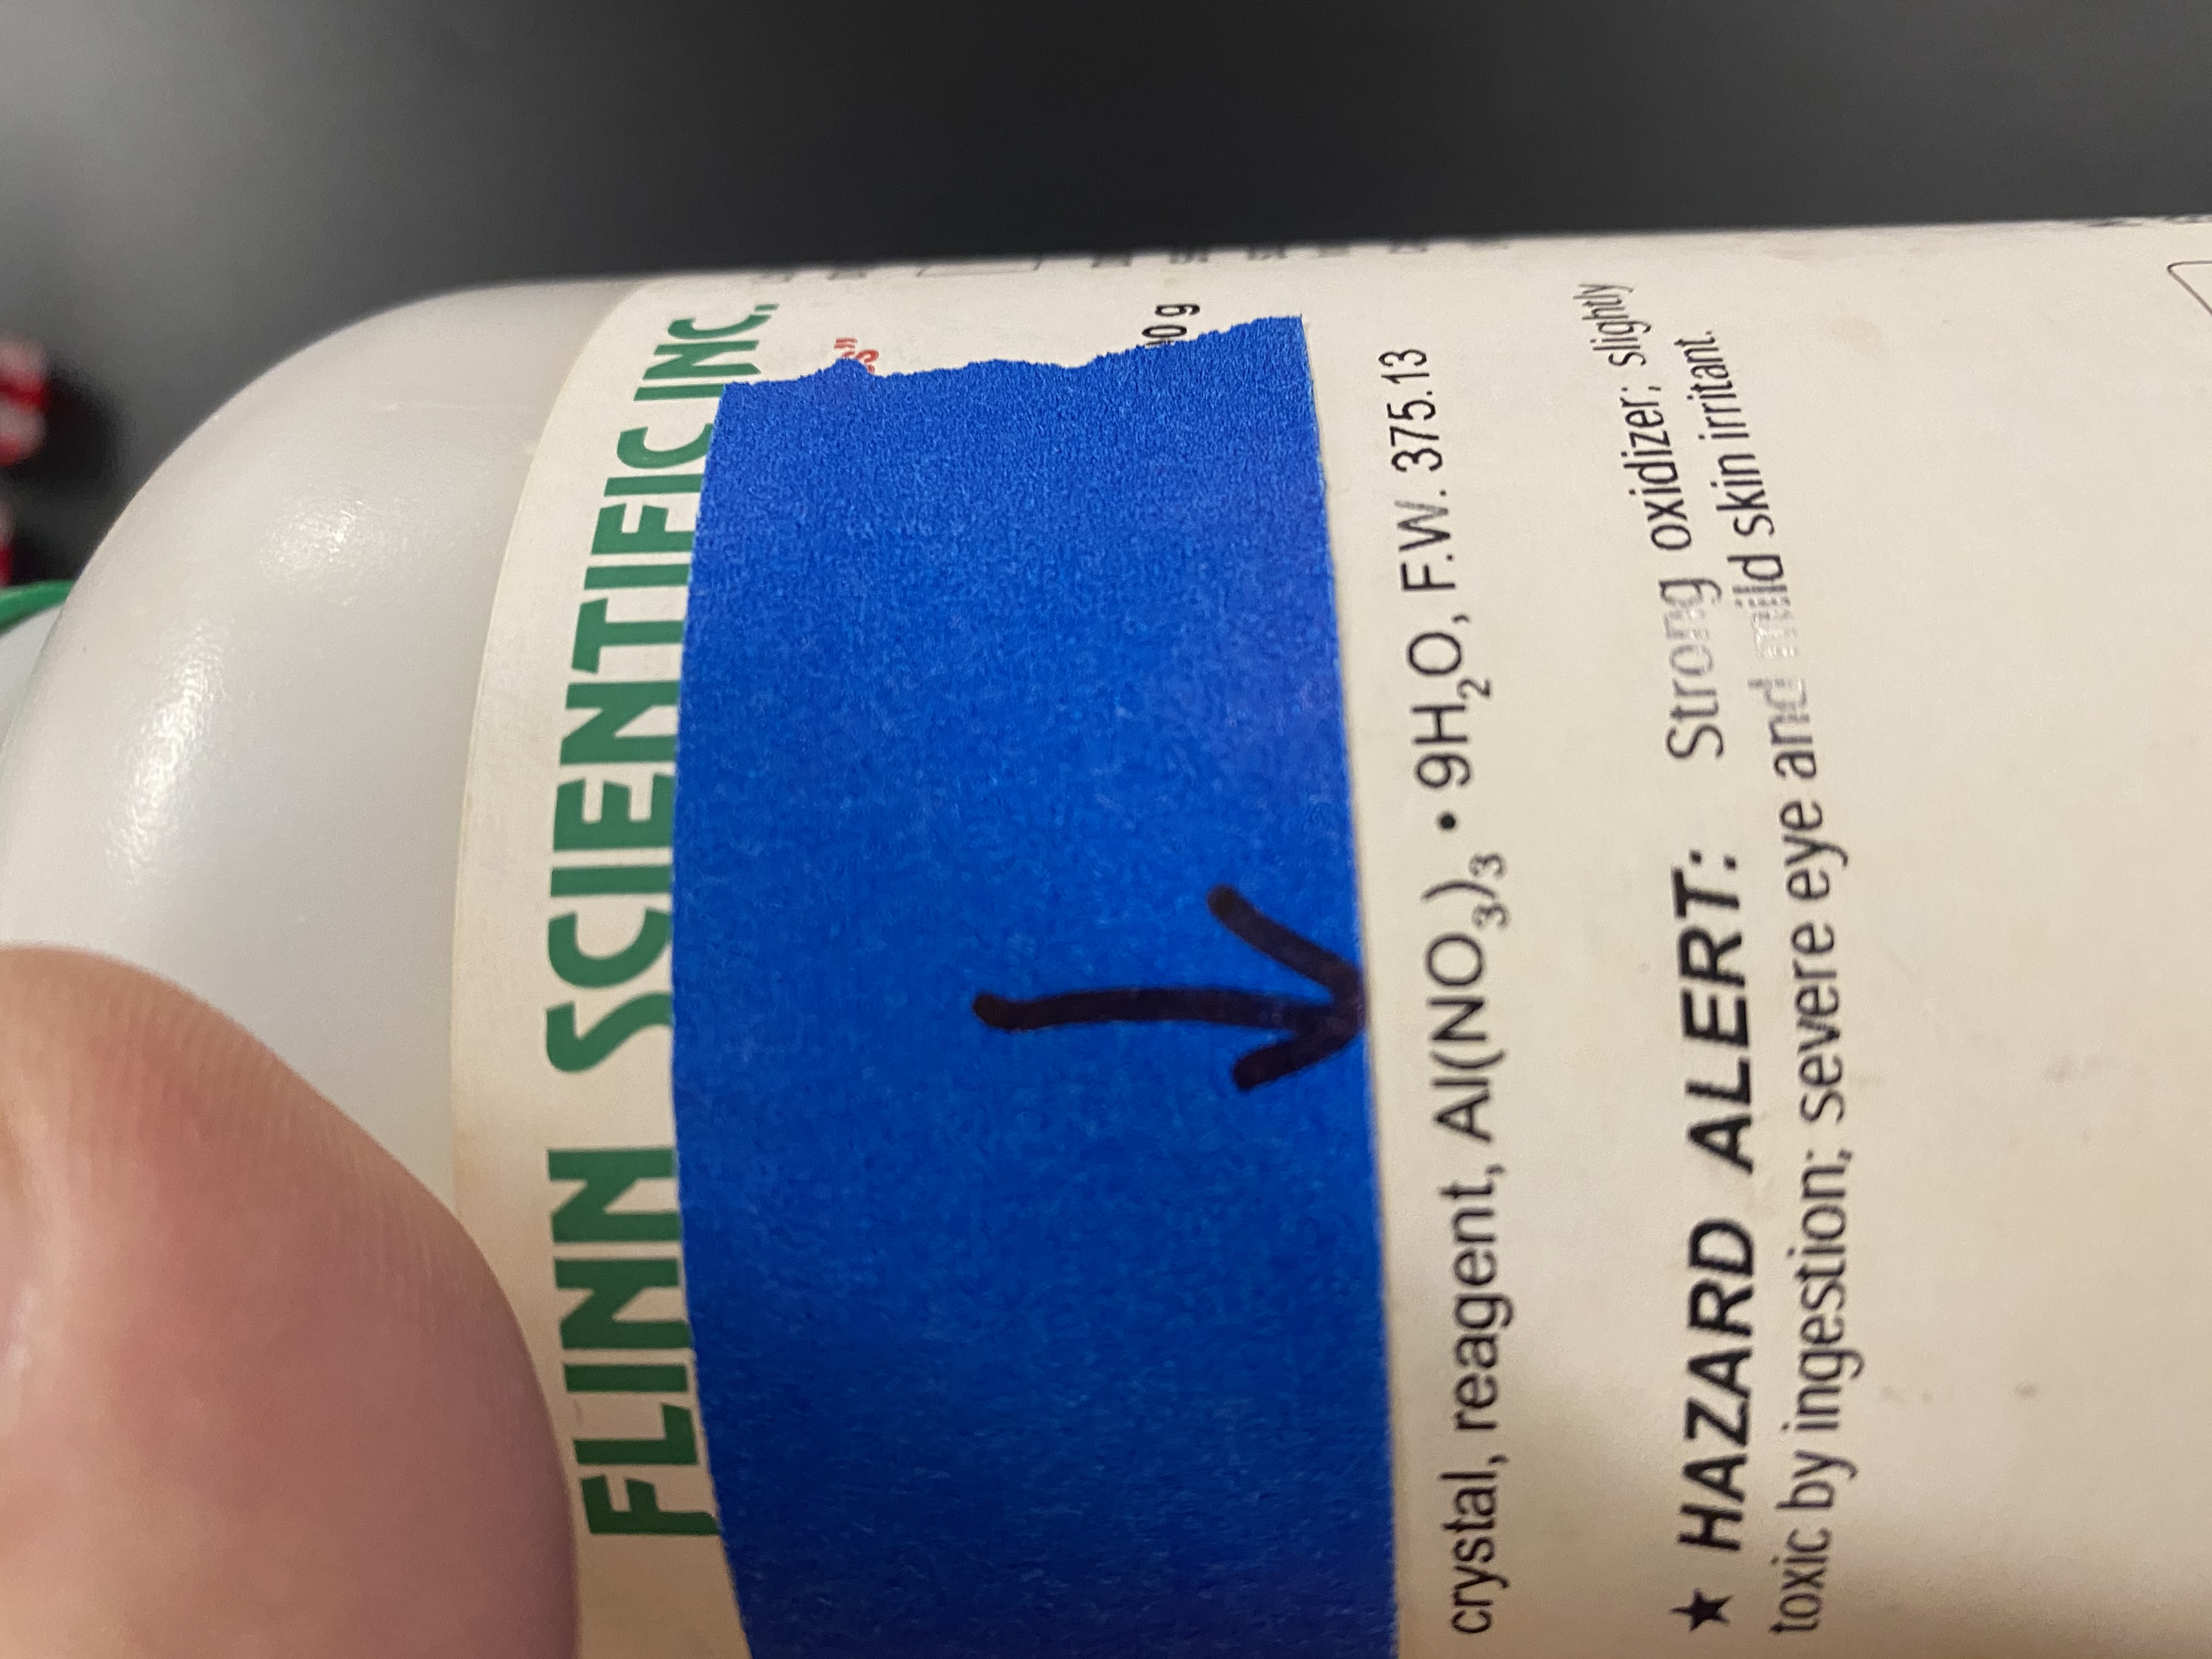 FLINN SCIENTIFIC INC.
0 g
crystal, reagent, Al(NO₃)₃ • 9H₂O, F.W. 375.13
★ HAZARD ALERT: Strong oxidizer; slightly
toxic by ingestion; severe eye and mild skin irritant.